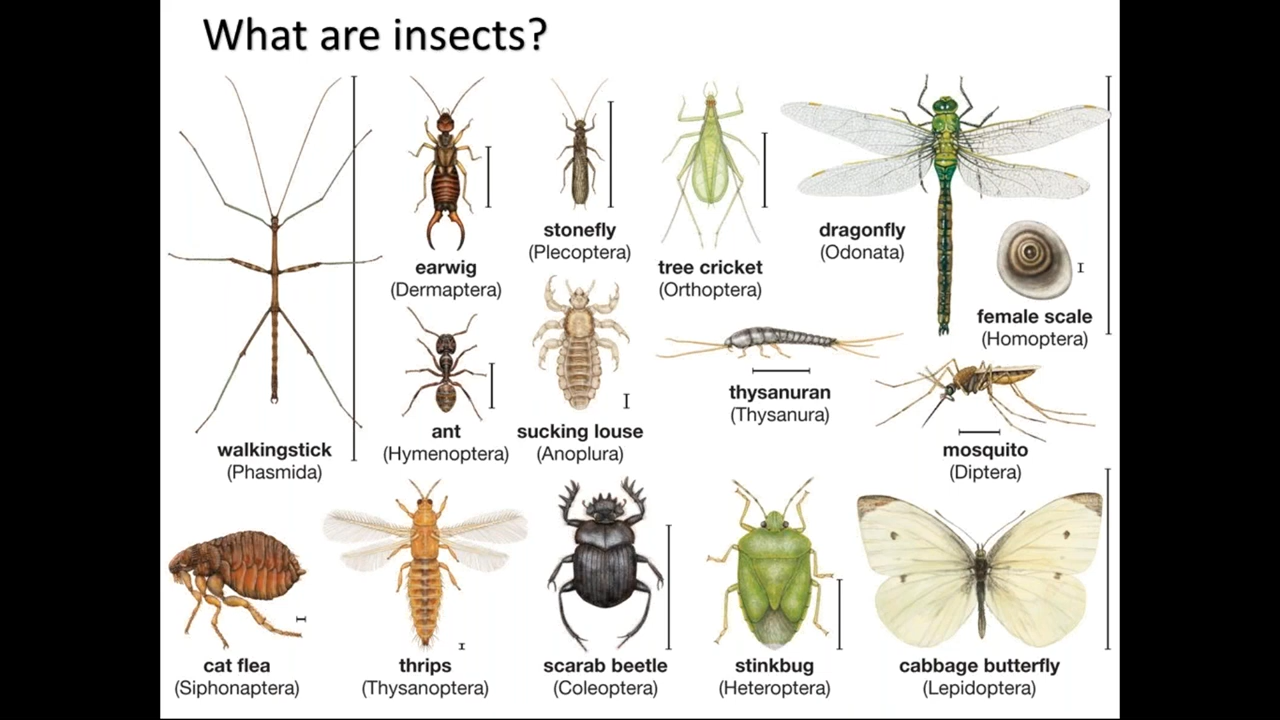 What are insects?
walkingstick
(Phasmida)
earwig
(Dermaptera)
stonefly
(Plecoptera)
tree cricket
(Orthoptera)
dragonfly
(Odonata)
female scale
(Homoptera)
ant
(Hymenoptera)
sucking louse
(Anoplura)
thysanuran
(Thysanura)
mosquito
(Diptera)
cat flea
(Siphonaptera)
thrips
(Thysanoptera)
scarab beetle
(Coleoptera)
stinkbug
(Heteroptera)
cabbage butterfly
(Lepidoptera)